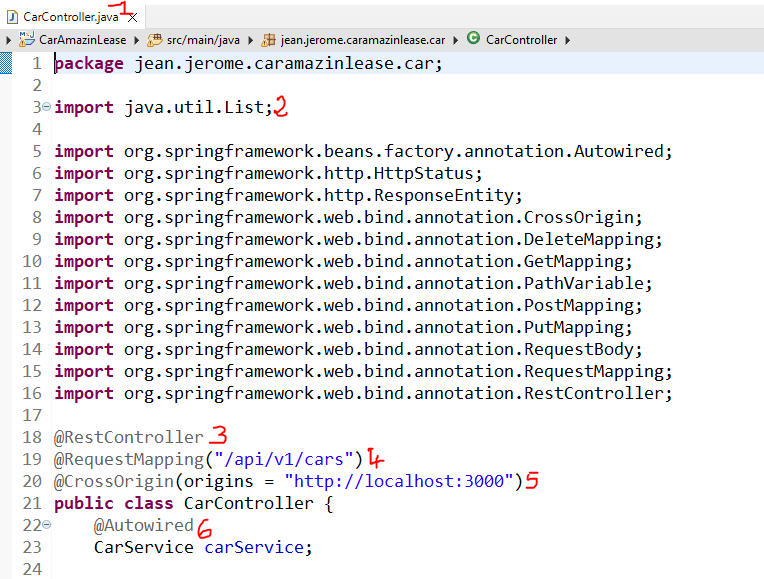 CarController.java 1
CarAmazinLease src/main/java jean.jerome.caramazinlease.car CarController
1 package jean.jerome.caramazinlease.car;
2
3 import java.util.List; 2
4
5 import org.springframework.beans.factory.annotation.Autowired;
6 import org.springframework.http.HttpStatus;
7 import org.springframework.http.ResponseEntity;
8 import org.springframework.web.bind.annotation.CrossOrigin;
9 import org.springframework.web.bind.annotation.DeleteMapping;
10 import org.springframework.web.bind.annotation.GetMapping;
11 import org.springframework.web.bind.annotation.PathVariable;
12 import org.springframework.web.bind.annotation.PostMapping;
13 import org.springframework.web.bind.annotation.PutMapping;
14 import org.springframework.web.bind.annotation.RequestBody;
15 import org.springframework.web.bind.annotation.RequestMapping;
16 import org.springframework.web.bind.annotation.RestController;
17
18 @RestController 3
19 @RequestMapping("/api/v1/cars") 4
20 @CrossOrigin(origins = "http://localhost:3000") 5
21 public class CarController {
22 @Autowired 6
23 CarService carService;
24